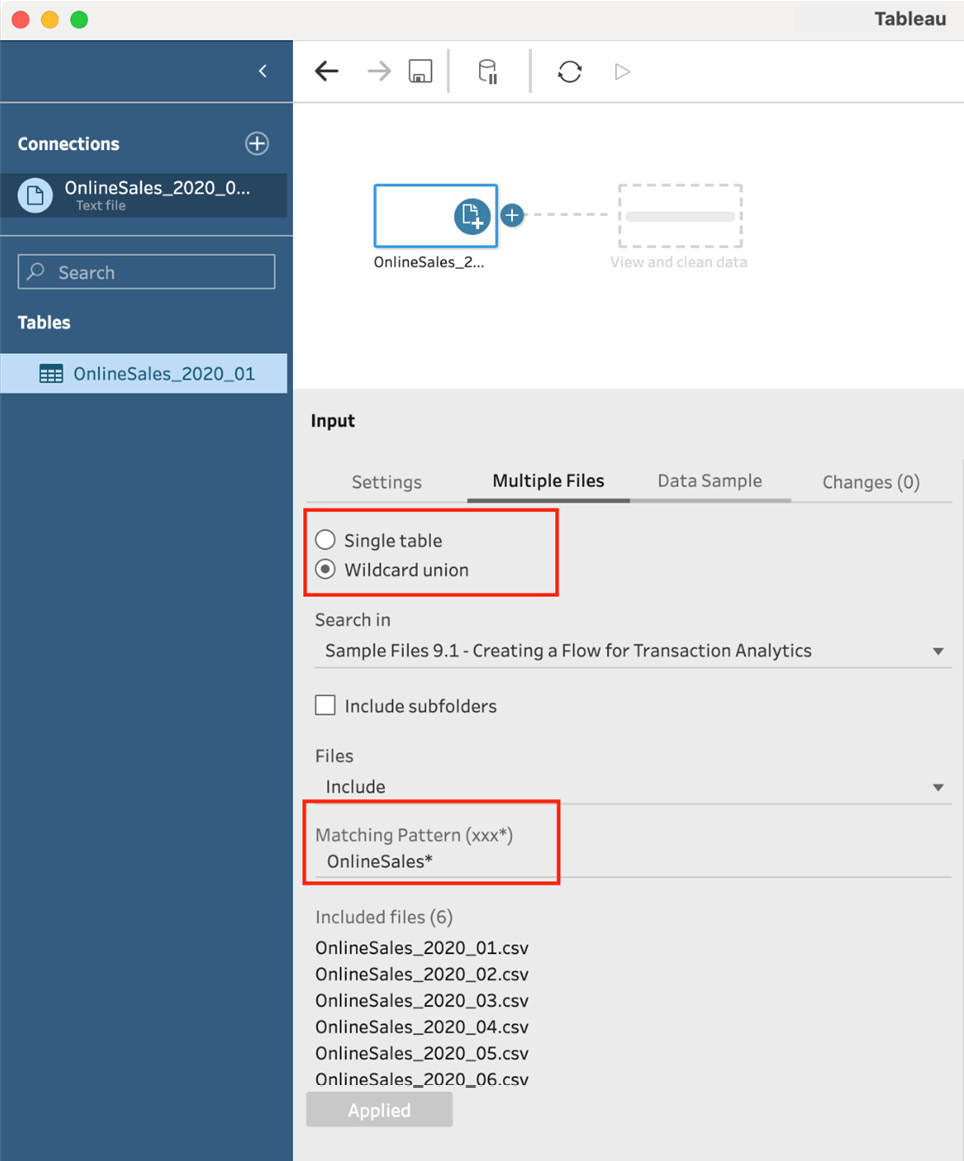 Tableau
Connections
OnlineSales_2020_0...
Text file
Search
Tables
OnlineSales_2020_01
OnlineSales_2...
View and clean data
Input
Settings
Multiple Files
Data Sample
Changes (0)
Single table
Wildcard union
Search in
Sample Files 9.1 - Creating a Flow for Transaction Analytics
Include subfolders
Files
Include
Matching Pattern (xxx*)
OnlineSales*
Included files (6)
OnlineSales_2020_01.csv
OnlineSales_2020_02.csv
OnlineSales_2020_03.csv
OnlineSales_2020_04.csv
OnlineSales_2020_05.csv
OnlineSales_2020_06.csv
Applied